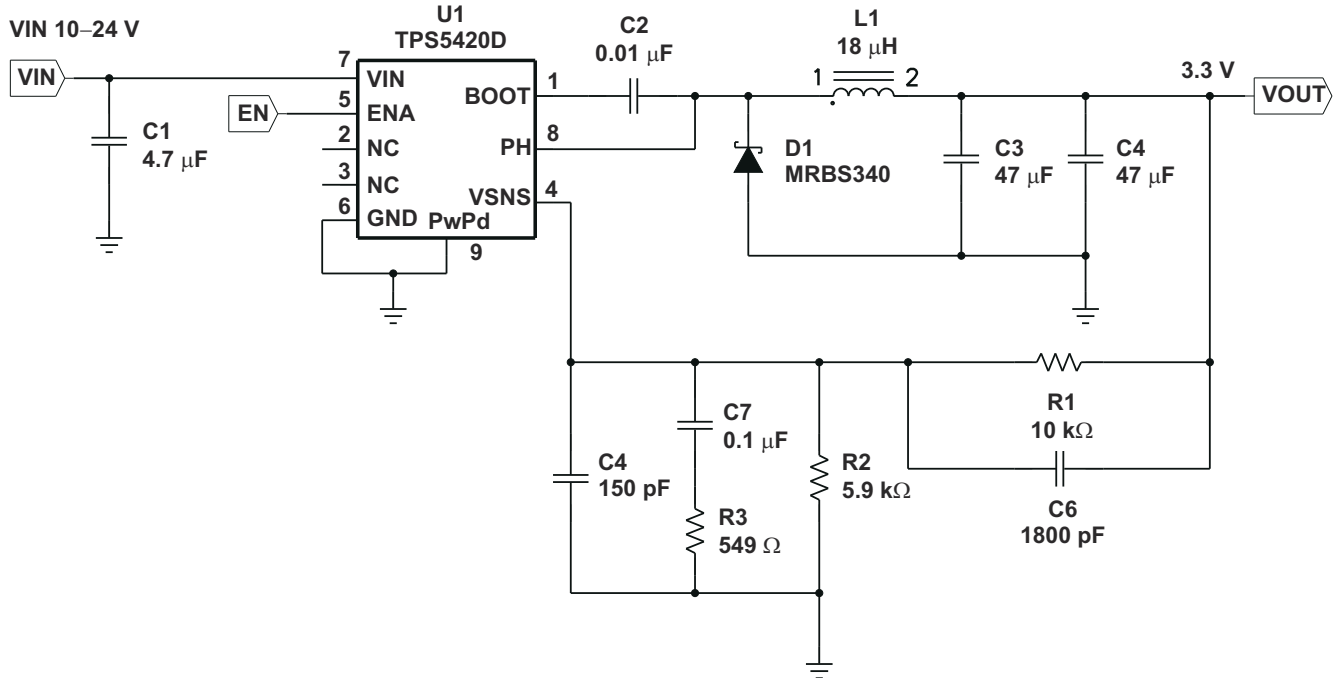 VIN 10–24 V
VIN
EN
C1
4.7 µF
U1
TPS5420D
7
VIN
5
ENA
2
NC
3
NC
6
GND
PwPd
9
BOOT
1
PH
8
VSNS
4
C2
0.01 µF
L1
18 µH
1
2
D1
MRBS340
C3
47 µF
C4
47 µF
3.3 V
VOUT
C4
150 pF
C7
0.1 µF
R3
549 Ω
R2
5.9 kΩ
R1
10 kΩ
C6
1800 pF